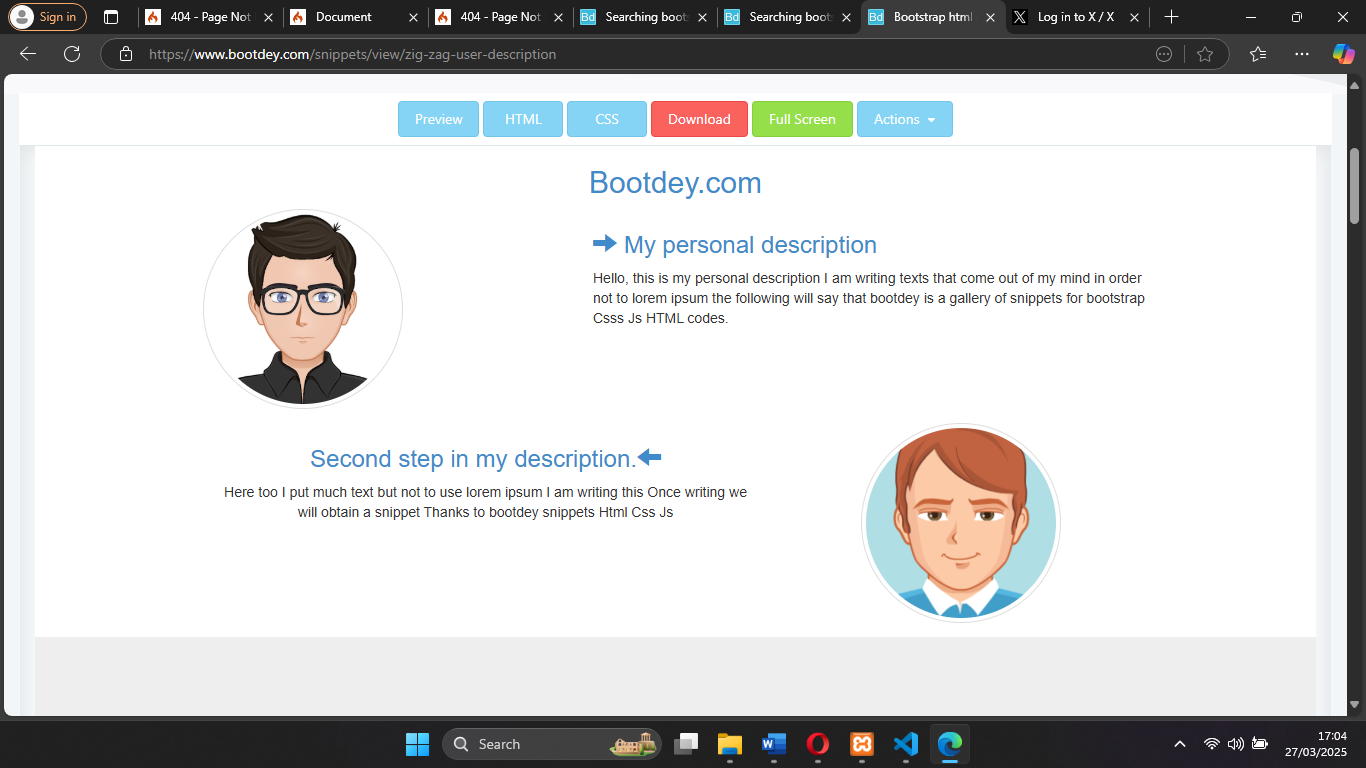 Sign in
404 - Page Not
Document
404 - Page Not
Bd
Searching boots
Bd
Searching boots
Bd
Bootstrap html
X
Log in to X / X
https://www.bootdey.com/snippets/view/zig-zag-user-description
Preview
HTML
CSS
Download
Full Screen
Actions
Bootdey.com
My personal description
Hello, this is my personal description I am writing texts that come out of my mind in order
not to lorem ipsum the following will say that bootdey is a gallery of snippets for bootstrap
Csss Js HTML codes.
Second step in my description.
Here too I put much text but not to use lorem ipsum I am writing this Once writing we
will obtain a snippet Thanks to bootdey snippets Html Css Js
Search
17:04
27/03/2025